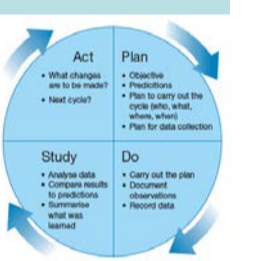 Act
• What changes
are to be made?
• Next cycle?
Plan
• Objective
• Predicitions
• Plan to carry out the
cycle (who, what,
where, when)
• Plan for data collection
Study
• Analyse data
• Compare results
to predictions
• Summarise
what was
learned
Do
• Carry out the plan
• Document
observations
• Record data